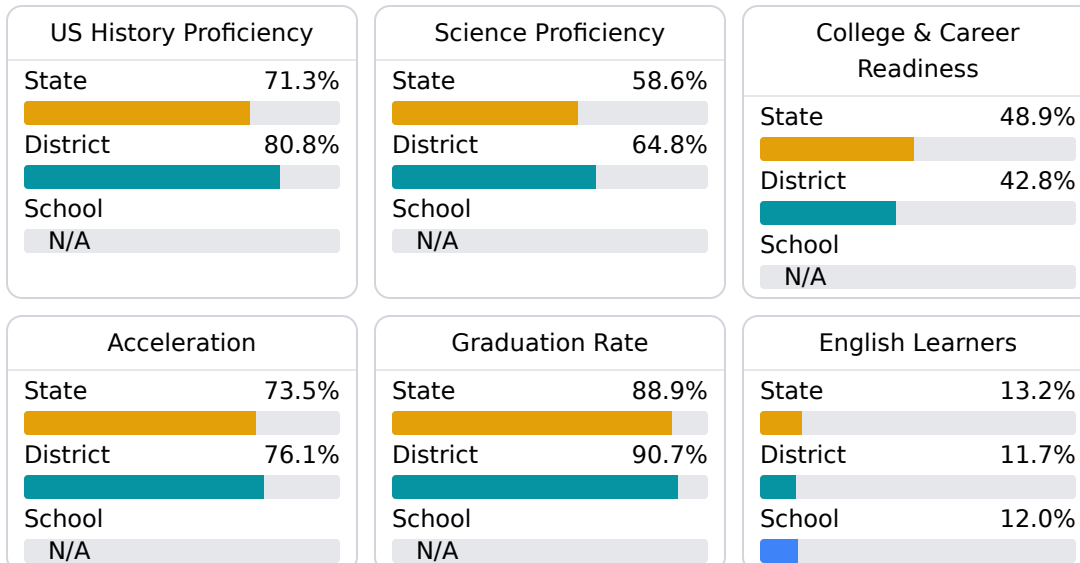 US History Proficiency
State 71.3%
District 80.8%
School
N/A
Science Proficiency
State 58.6%
District 64.8%
School
N/A
College & Career
Readiness
State 48.9%
District 42.8%
School
N/A
Acceleration
State 73.5%
District 76.1%
School
N/A
Graduation Rate
State 88.9%
District 90.7%
School
N/A
English Learners
State 13.2%
District 11.7%
School 12.0%